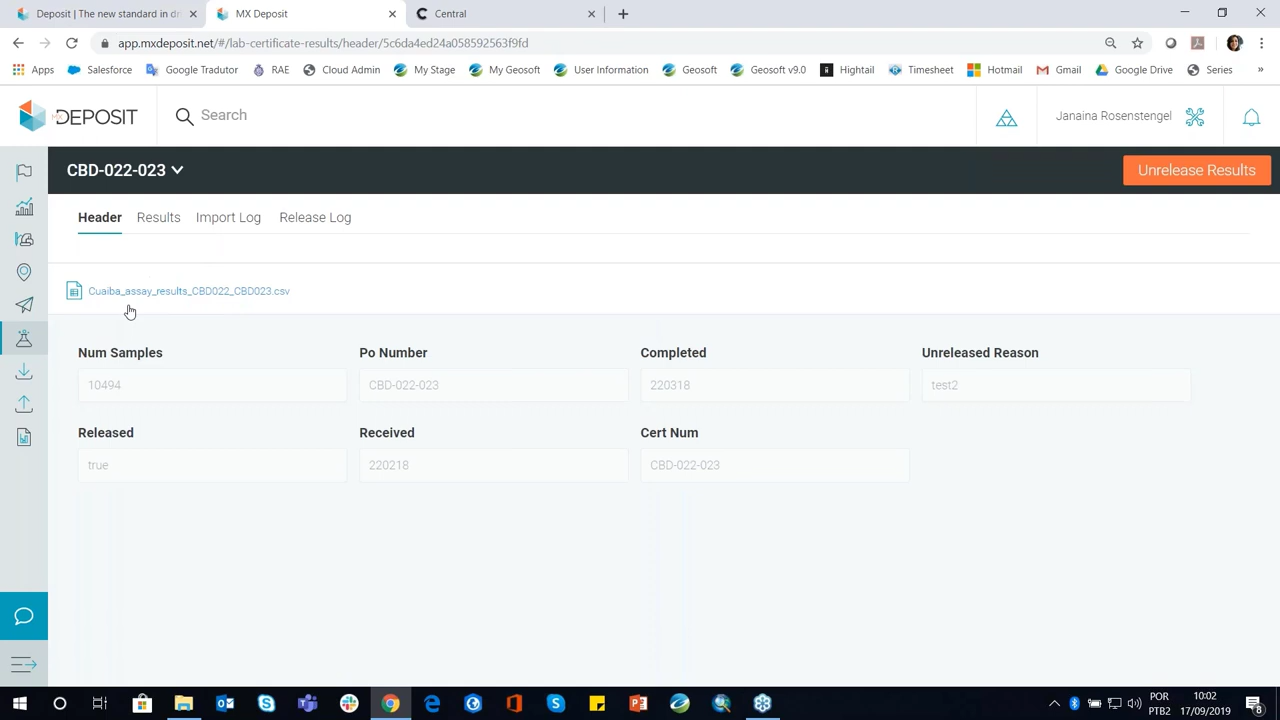 Deposit | The new standard in dr
MX Deposit
Central
app.mxdeposit.net/#/lab-certificate-results/header/5c6da4ed24a058592563f9fd
Apps
Salesforce
Google Tradutor
RAE
Cloud Admin
My Stage
My Geosoft
User Information
Geosoft
Geosoft v9.0
Hightail
Timesheet
Hotmail
Gmail
Google Drive
Series
»
MX DEPOSIT
Search
Janaina Rosenstengel
CBD-022-023
Unrelease Results
Header
Results
Import Log
Release Log
Cuaiba_assay_results_CBD022_CBD023.csv
Num Samples
Po Number
Completed
Unreleased Reason
10494
CBD-022-023
220318
test2
Released
Received
Cert Num
true
220218
CBD-022-023
POR
10:02
PTB2
17/09/2019
8